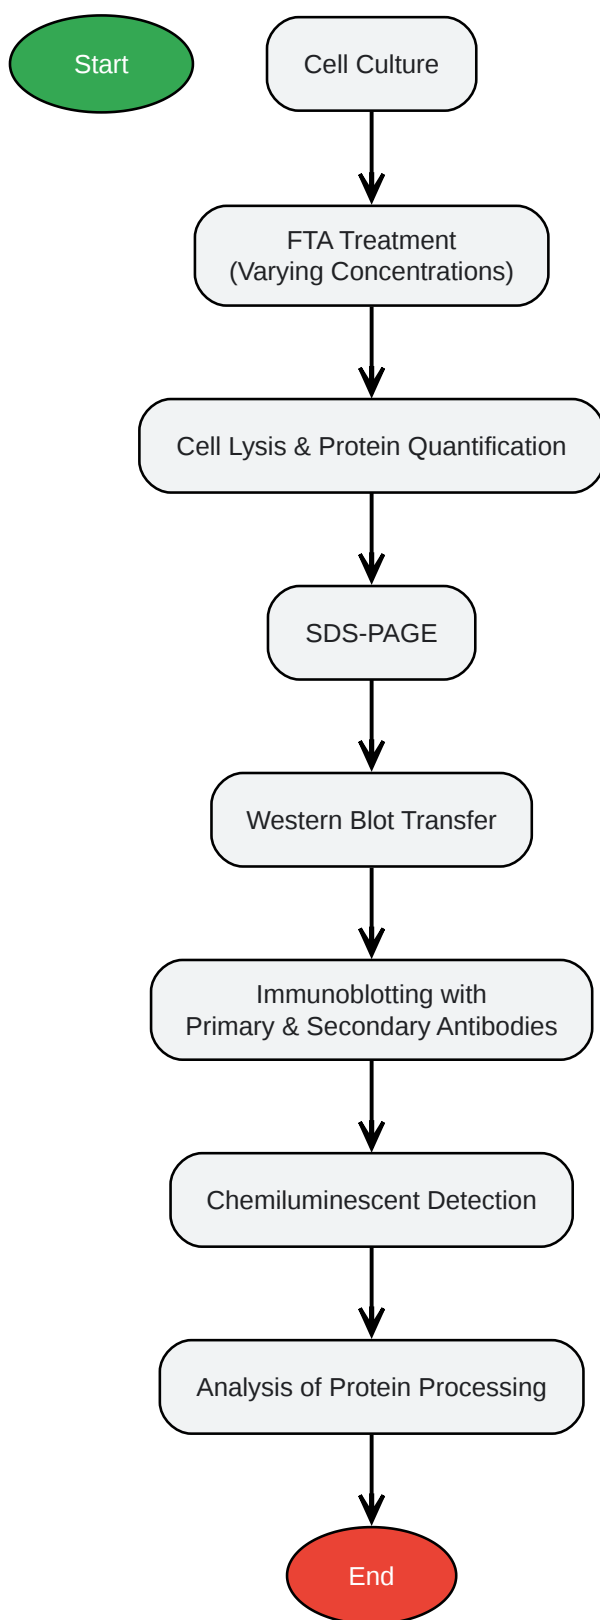 Start
Cell Culture
FTA Treatment
(Varying Concentrations)
Cell Lysis & Protein Quantification
SDS-PAGE
Western Blot Transfer
Immunoblotting with
Primary & Secondary Antibodies
Chemiluminescent Detection
Analysis of Protein Processing
End